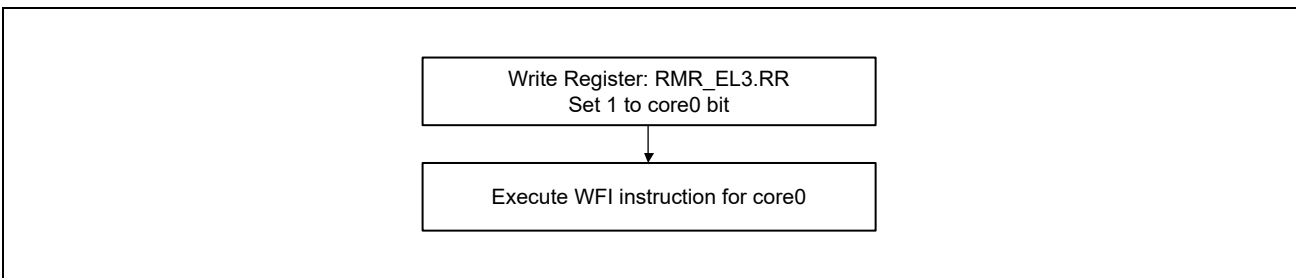 Write Register: RMR_EL3.RR
Set 1 to core0 bit
Execute WFI instruction for core0